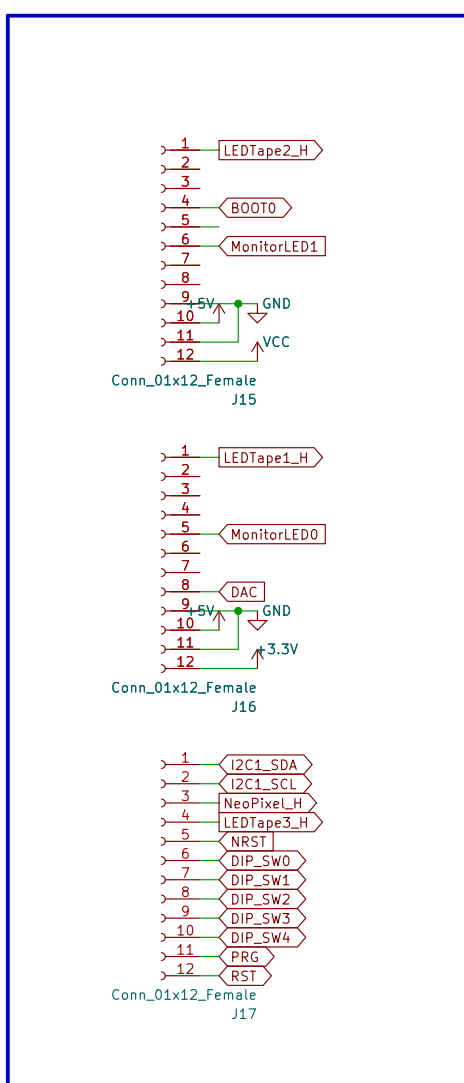 1 LEDTape2_H
2
3
4 BOOT0
5
6 MonitorLED1
7
8
9 +5V GND
10
11 VCC
12
Conn_01x12_Female
J15
1 LEDTape1_H
2
3
4
5 MonitorLED0
6
7
8 DAC
9 +5V GND
10
11 +3.3V
12
Conn_01x12_Female
J16
1 I2C1_SDA
2 I2C1_SCL
3 NeoPixel_H
4 LEDTape3_H
5 NRST
6 DIP_SW0
7 DIP_SW1
8 DIP_SW2
9 DIP_SW3
10 DIP_SW4
11 PRG
12 RST
Conn_01x12_Female
J17